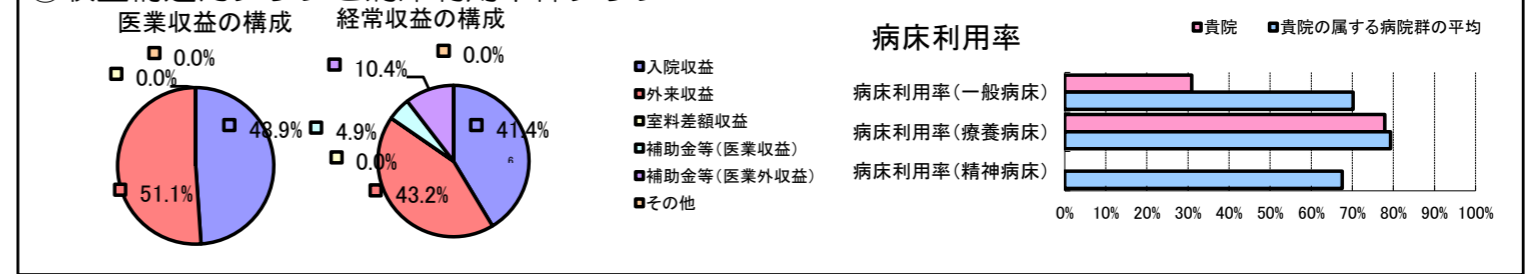 医業収益の構成
0.0%
0.0%
48.9%
51.1%
経常収益の構成
0.0%
10.4%
4.9%
0.0%
41.4%
43.2%
入院収益
外来収益
室料差額収益
補助金等(医業収益)
補助金等(医業外収益)
その他
病床利用率
貴院 貴院の属する病院群の平均
病床利用率(一般病床)
病床利用率(療養病床)
病床利用率(精神病床)
0% 10% 20% 30% 40% 50% 60% 70% 80% 90% 100%